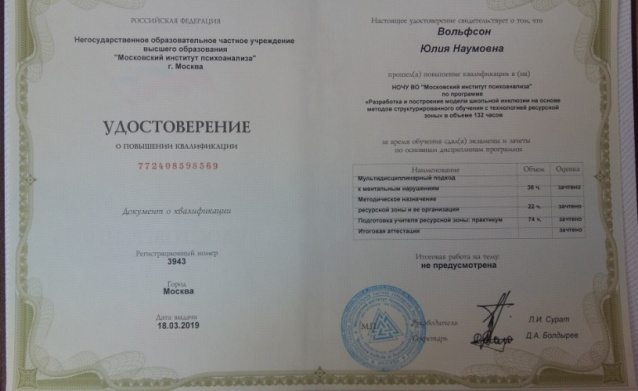 РОССИЙСКАЯ ФЕДЕРАЦИЯ
Негосударственное образовательное частное учреждение
высшего образования
"Московский институт психоанализа"
г. Москва
УДОСТОВЕРЕНИЕ
О ПОВЫШЕНИИ КВАЛИФИКАЦИИ
772408598569
Документ о квалификации
Регистрационный номер
3943
Город
Москва
Дата выдачи
18.03.2019
Настоящее удостоверение свидетельствует о том, что
Вольфсон
Юлия Наумовна
прошел(а) повышение квалификации в (на)
НОЧУ ВО "Московский институт психоанализа"
по программе
«Разработка и построение модели школьной инклюзии на основе
методов структурированного обучения с технологией ресурсной
зоны» в объеме 132 часов
за время обучения сдал(а) экзамены и зачеты
по основным дисциплинам программы
Наименование Объем Оценка
Мультидисциплинарный подход
к ментальным нарушениям 36 ч. зачтено
Методическое назначение
ресурсной зоны и ее организация 22 ч. зачтено
Подготовка учителя ресурсной зоны: практикум 74 ч. зачтено
Итоговая аттестация зачтено
Итоговая работа на тему:
не предусмотрена
М.П.
Руководитель Л.И. Сурат
Секретарь Д.А. Болдырев